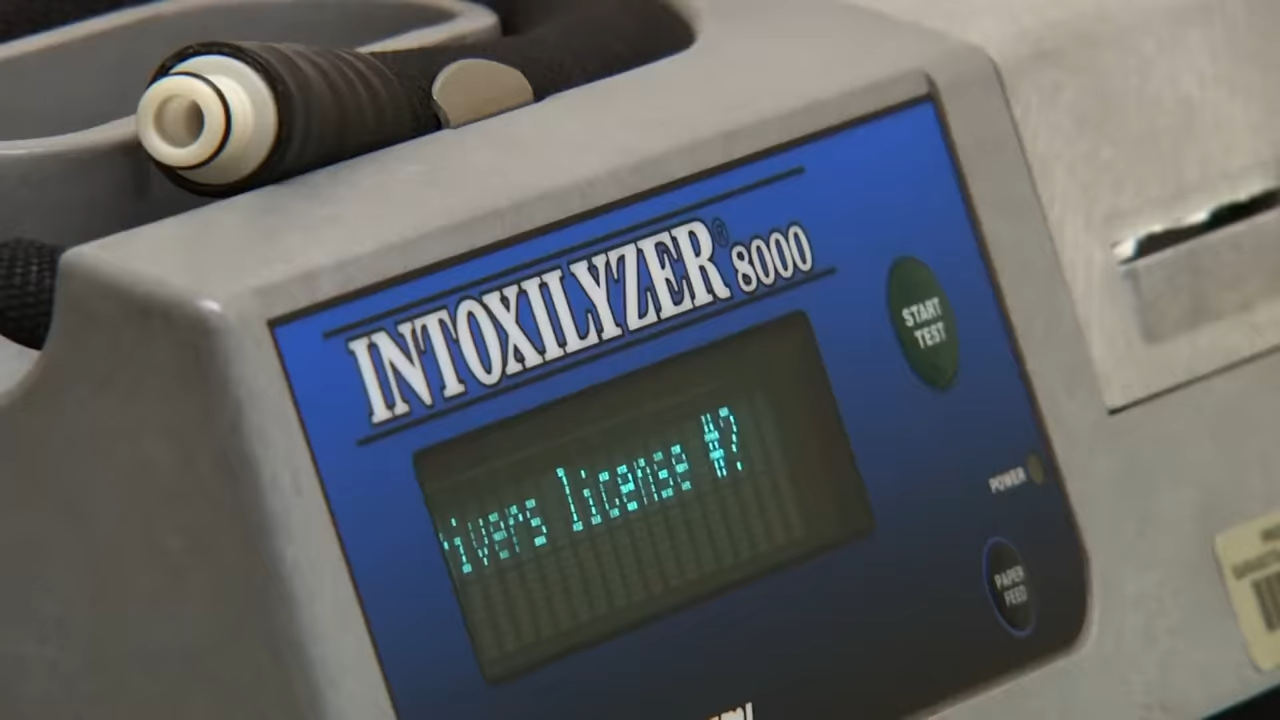 INTOXILYZER® 8000
START
TEST
ivers license #?
POWER
PAPER
FEED